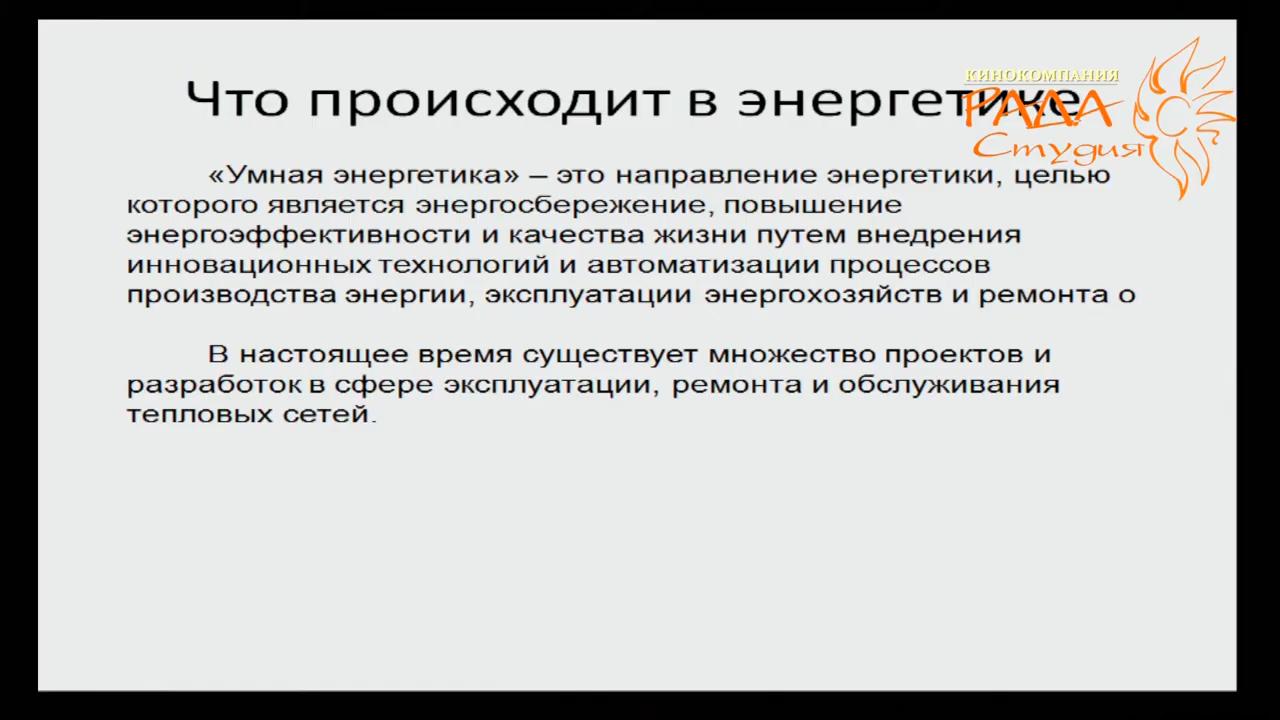 КИНОКОМПАНИЯ
РАДА
Студия
Что происходит в энергетике
«Умная энергетика» – это направление энергетики, целью
которого является энергосбережение, повышение
энергоэффективности и качества жизни путем внедрения
инновационных технологий и автоматизации процессов
производства энергии, эксплуатации энергохозяйств и ремонта о
В настоящее время существует множество проектов и
разработок в сфере эксплуатации, ремонта и обслуживания
тепловых сетей.